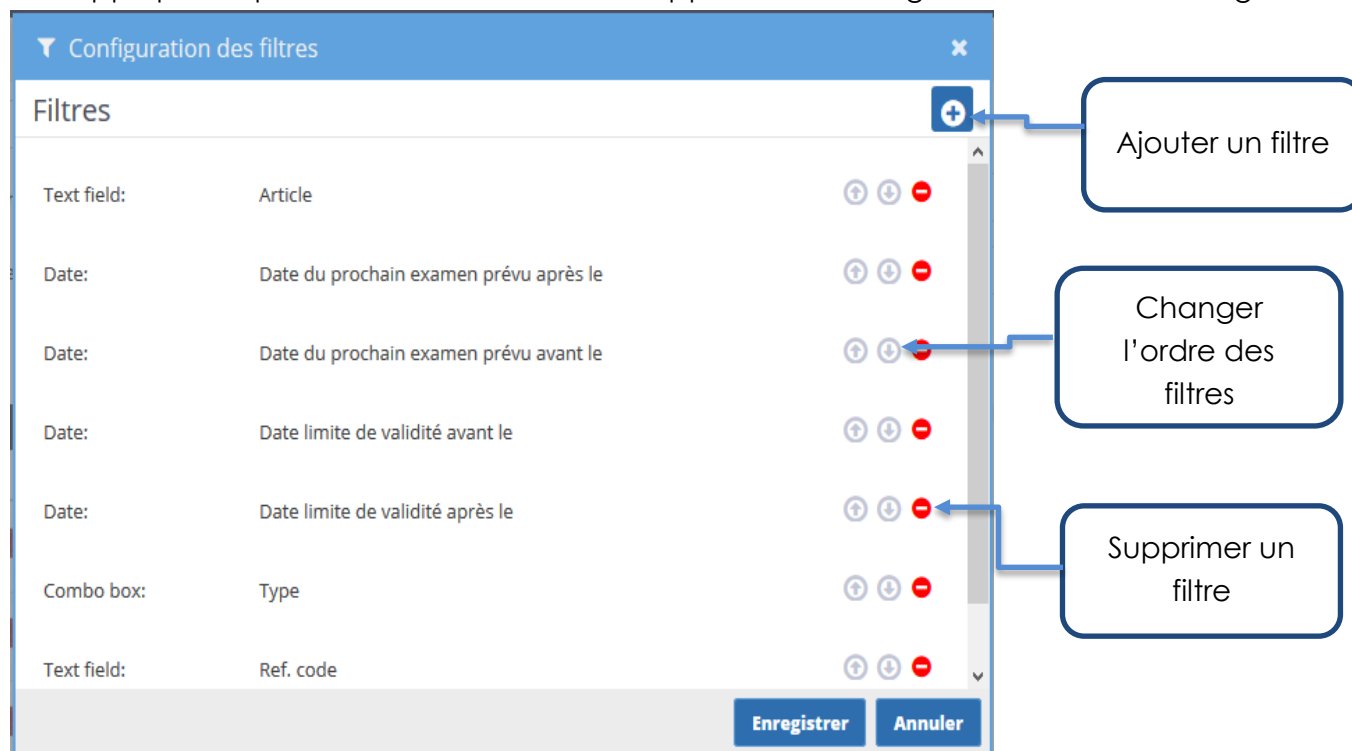 Configuration des filtres
Filtres
Ajouter un filtre
Text field: Article
Date: Date du prochain examen prévu après le
Date: Date du prochain examen prévu avant le
Changer
l'ordre des
filtres
Date: Date limite de validité avant le
Date: Date limite de validité après le
Supprimer un
filtre
Combo box: Type
Text field: Ref. code
Enregistrer Annuler